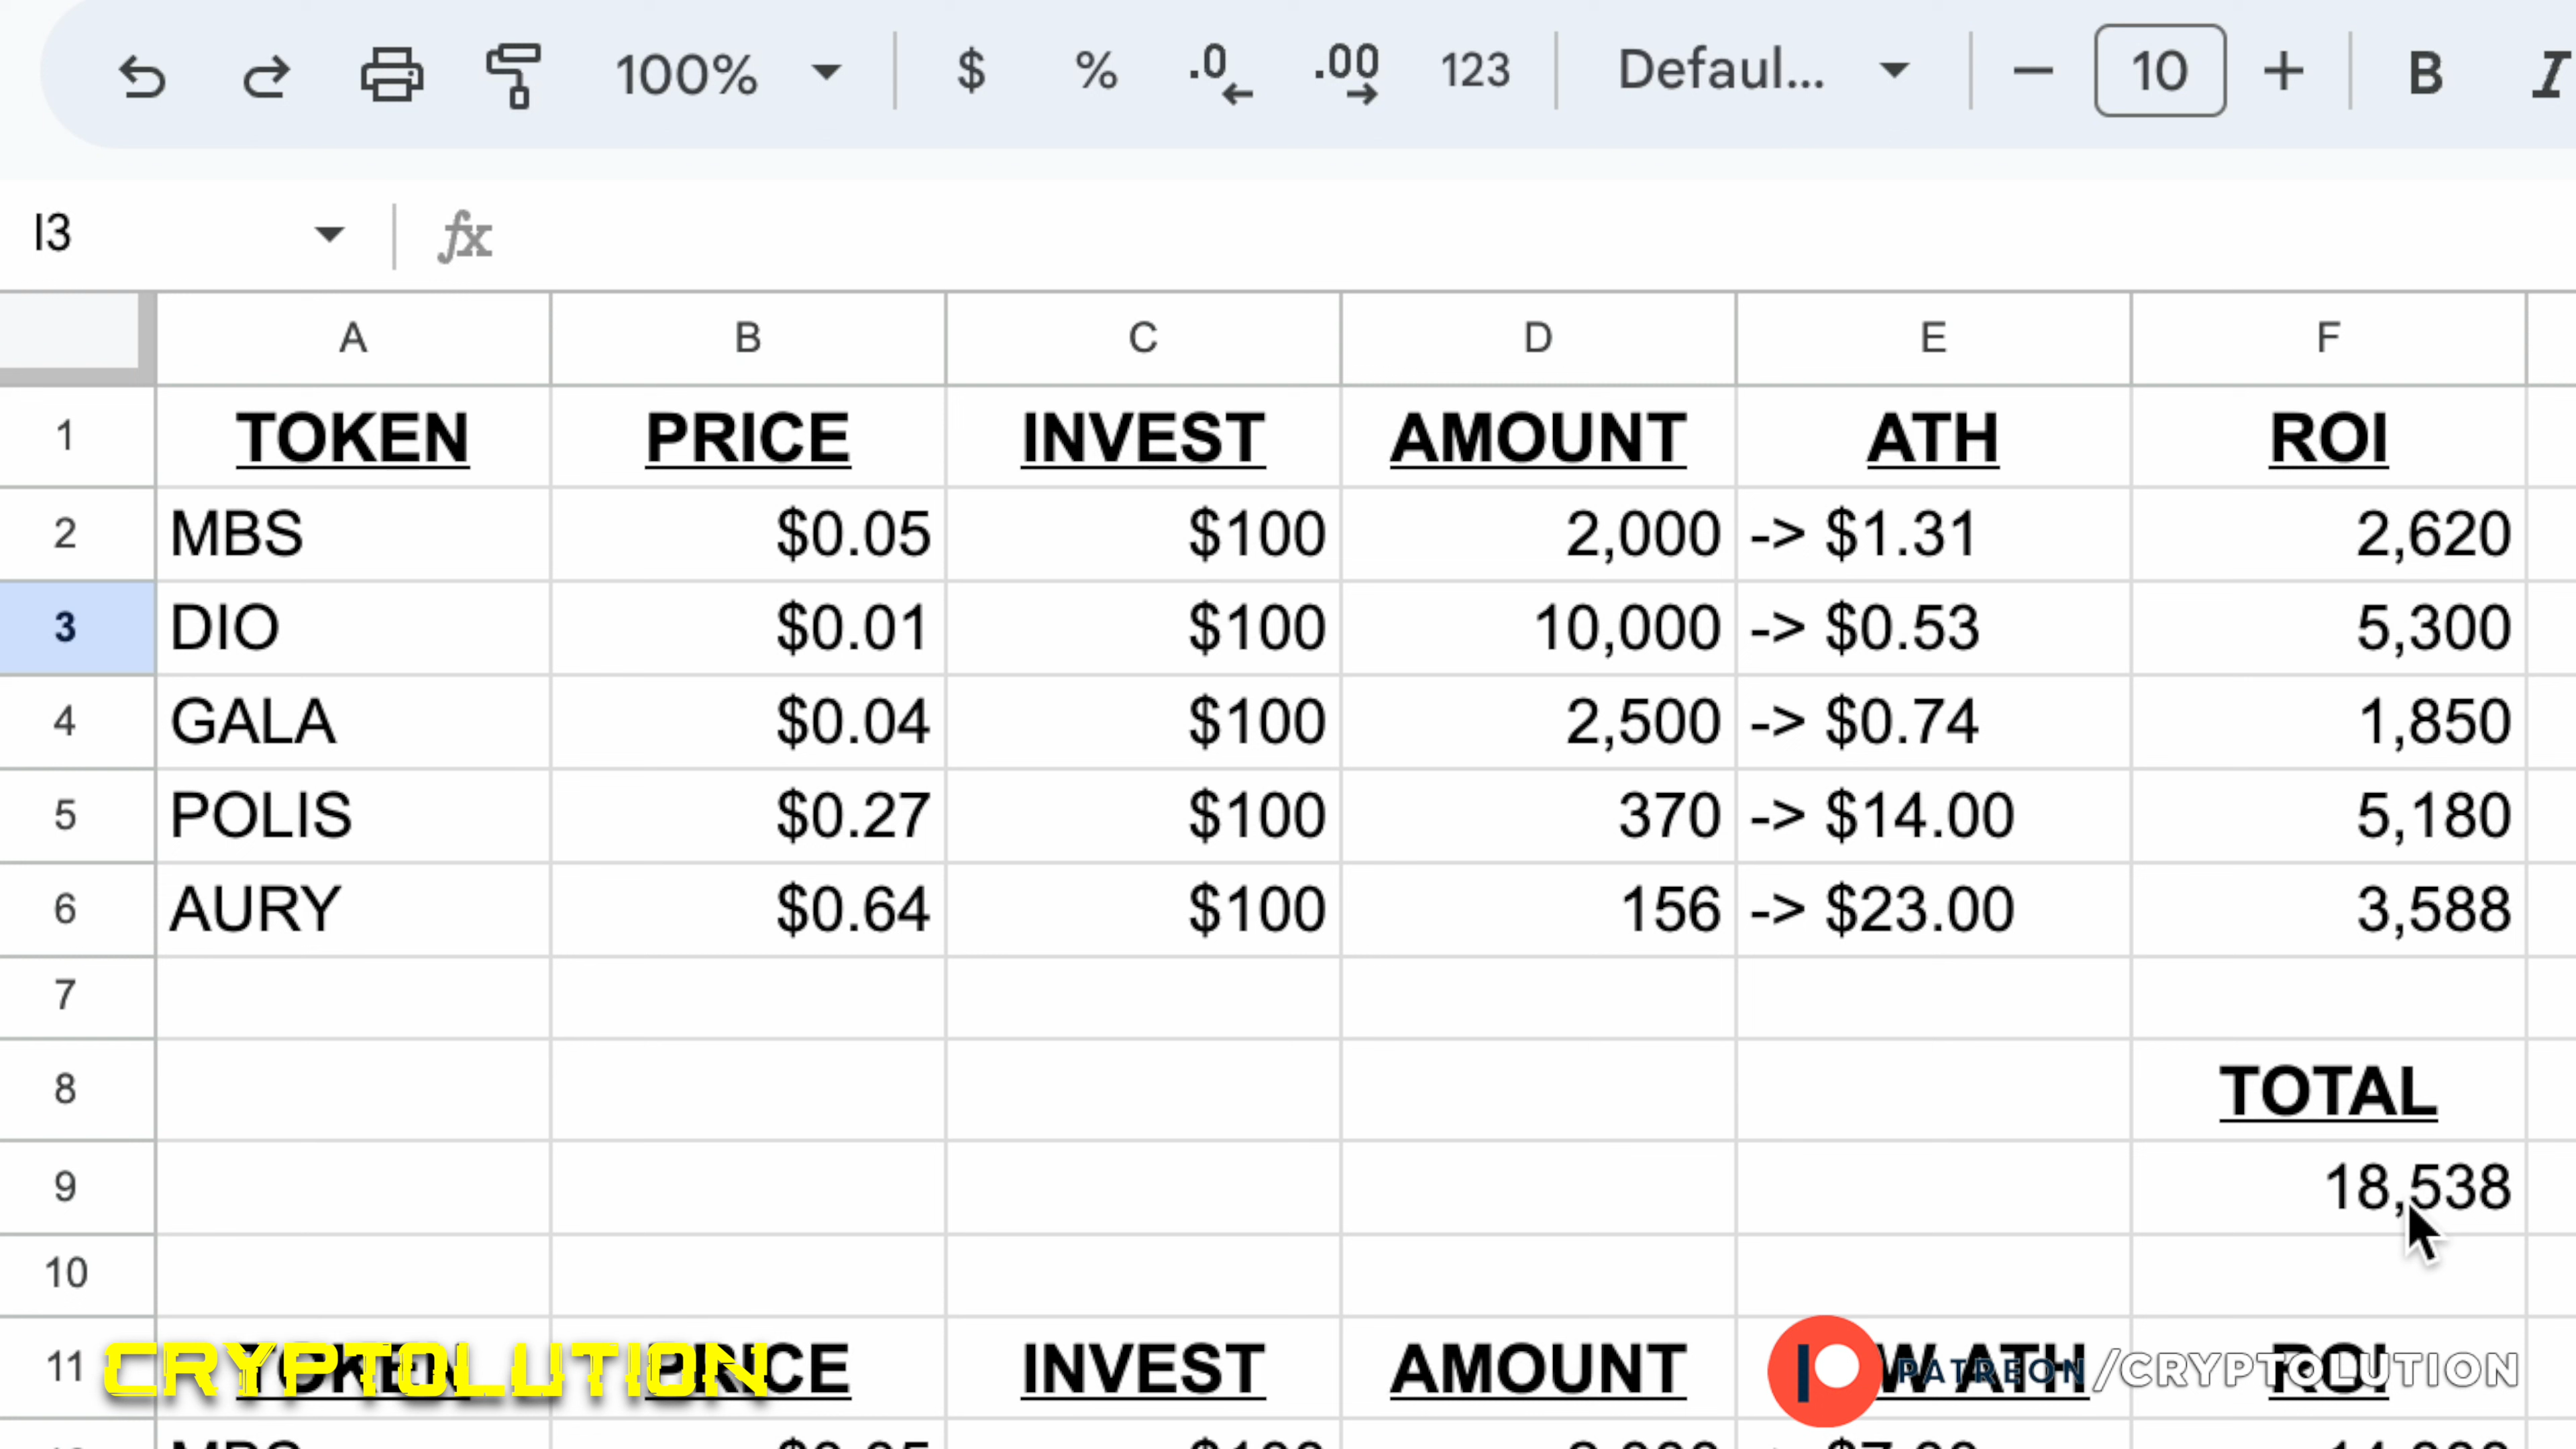 100% $ % .0 .00 123 Defaul... − 10 + B I
I3 fx
A B C D E F
1 TOKEN PRICE INVEST AMOUNT ATH ROI
2 MBS $0.05 $100 2,000 -> $1.31 2,620
3 DIO $0.01 $100 10,000 -> $0.53 5,300
4 GALA $0.04 $100 2,500 -> $0.74 1,850
5 POLIS $0.27 $100 370 -> $14.00 5,180
6 AURY $0.64 $100 156 -> $23.00 3,588
7
8 TOTAL
9 18,538
10
11 TOKEN PRICE INVEST AMOUNT W ATH ROI
CRYPTOLUTION PATREON/CRYPTOLUTION